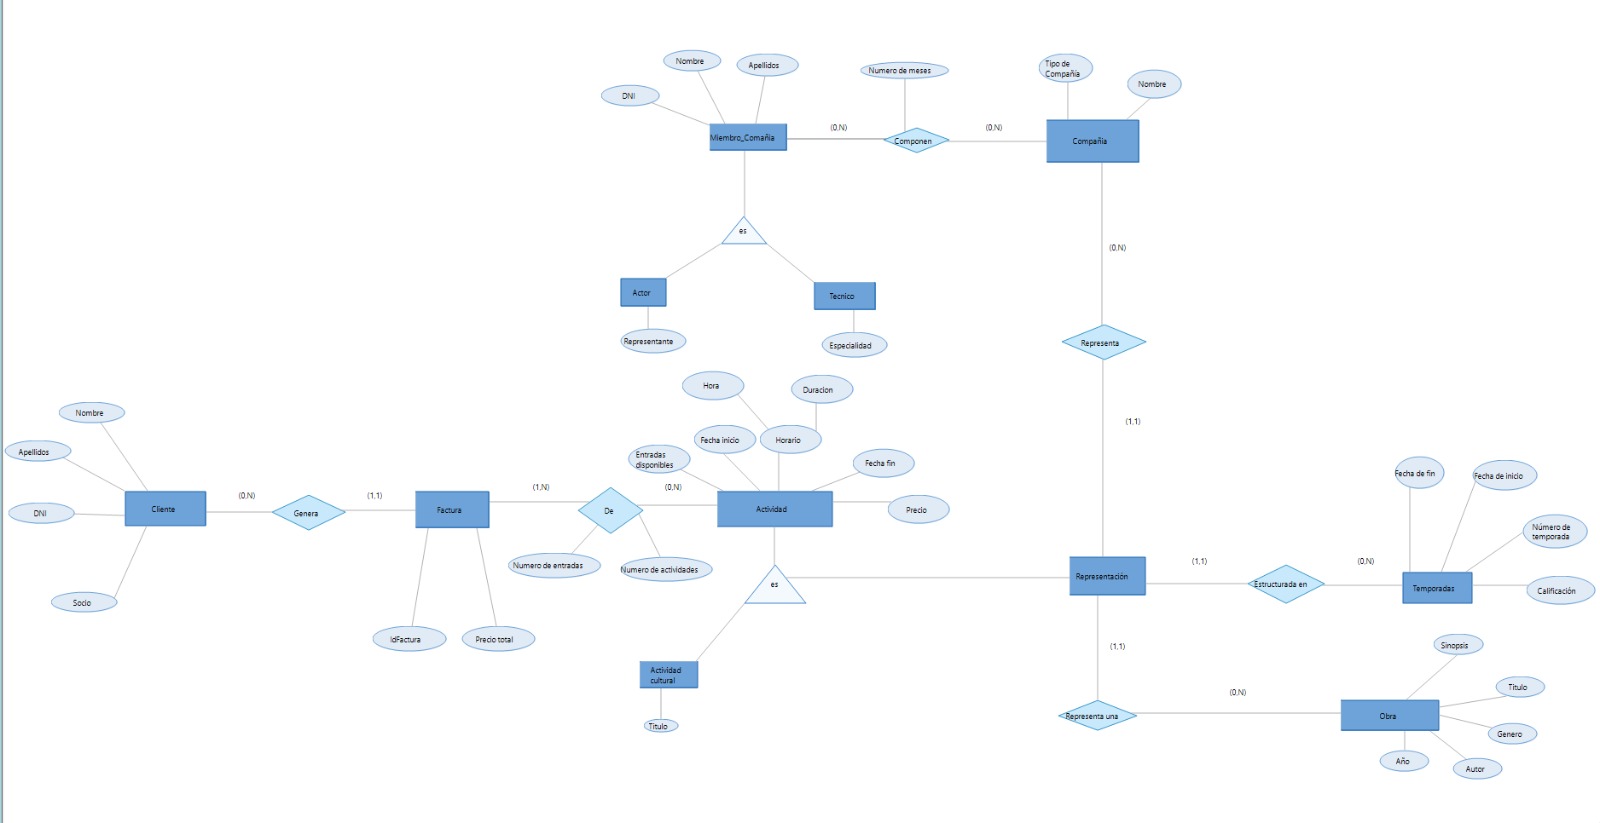 Nombre
Apellidos
DNI
Numero de meses
Tipo de
Compañía
Nombre
Miembro_Comañia
(0,N)
Componen
(0,N)
Compañia
es
(0,N)
Actor
Tecnico
Representante
Especialidad
Representa
Hora
Duracion
(1,1)
Nombre
Apellidos
DNI
Socio
Cliente
(0,N)
Genera
(1,1)
Factura
IdFactura
Precio total
(1,N)
De
(0,N)
Numero de entradas
Numero de actividades
Entradas
disponibles
Fecha inicio
Horario
Fecha fin
Precio
Actividad
es
Actividad
cultural
Titulo
Representación
(1,1)
Estructurada en
(0,N)
Temporadas
Fecha de fin
Fecha de inicio
Número de
temporada
Calificación
(1,1)
Representa una
(0,N)
Obra
Sinopsis
Titulo
Genero
Autor
Año